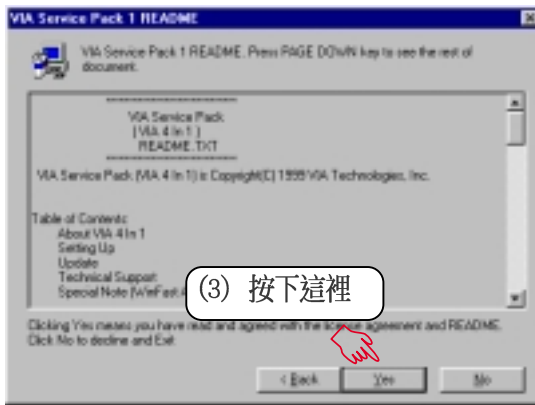 VIA Service Pack 1 README
VIA Service Pack 1 README. Press PAGE DOWN key to see the rest of
document.
VIA Service Pack
( VIA 4 In 1 )
README.TXT
VIA Service Pack (VIA 4 In 1) is Copyright(C) 1999 VIA Technologies, Inc.
Table of Contents:
About VIA 4 In 1
Setting Up
Update
Technical Support
Special Note (WinFast
(3) 按下這裡
Clicking Yes means you have read and agreed with the license agreement and README.
Click No to decline and Exit
< Back
Yes
No